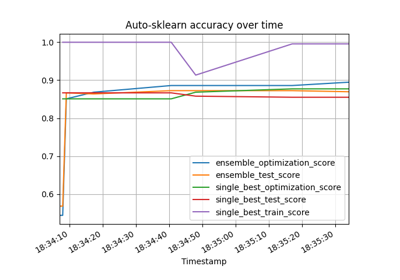 Auto-sklearn accuracy over time
1.0
0.9
0.8
0.7
0.6
ensemble_optimization_score
ensemble_test_score
single_best_optimization_score
single_best_test_score
single_best_train_score
18:34:10
18:34:20
18:34:30
18:34:40
18:34:50
18:35:00
18:35:10
18:35:20
18:35:30
Timestamp